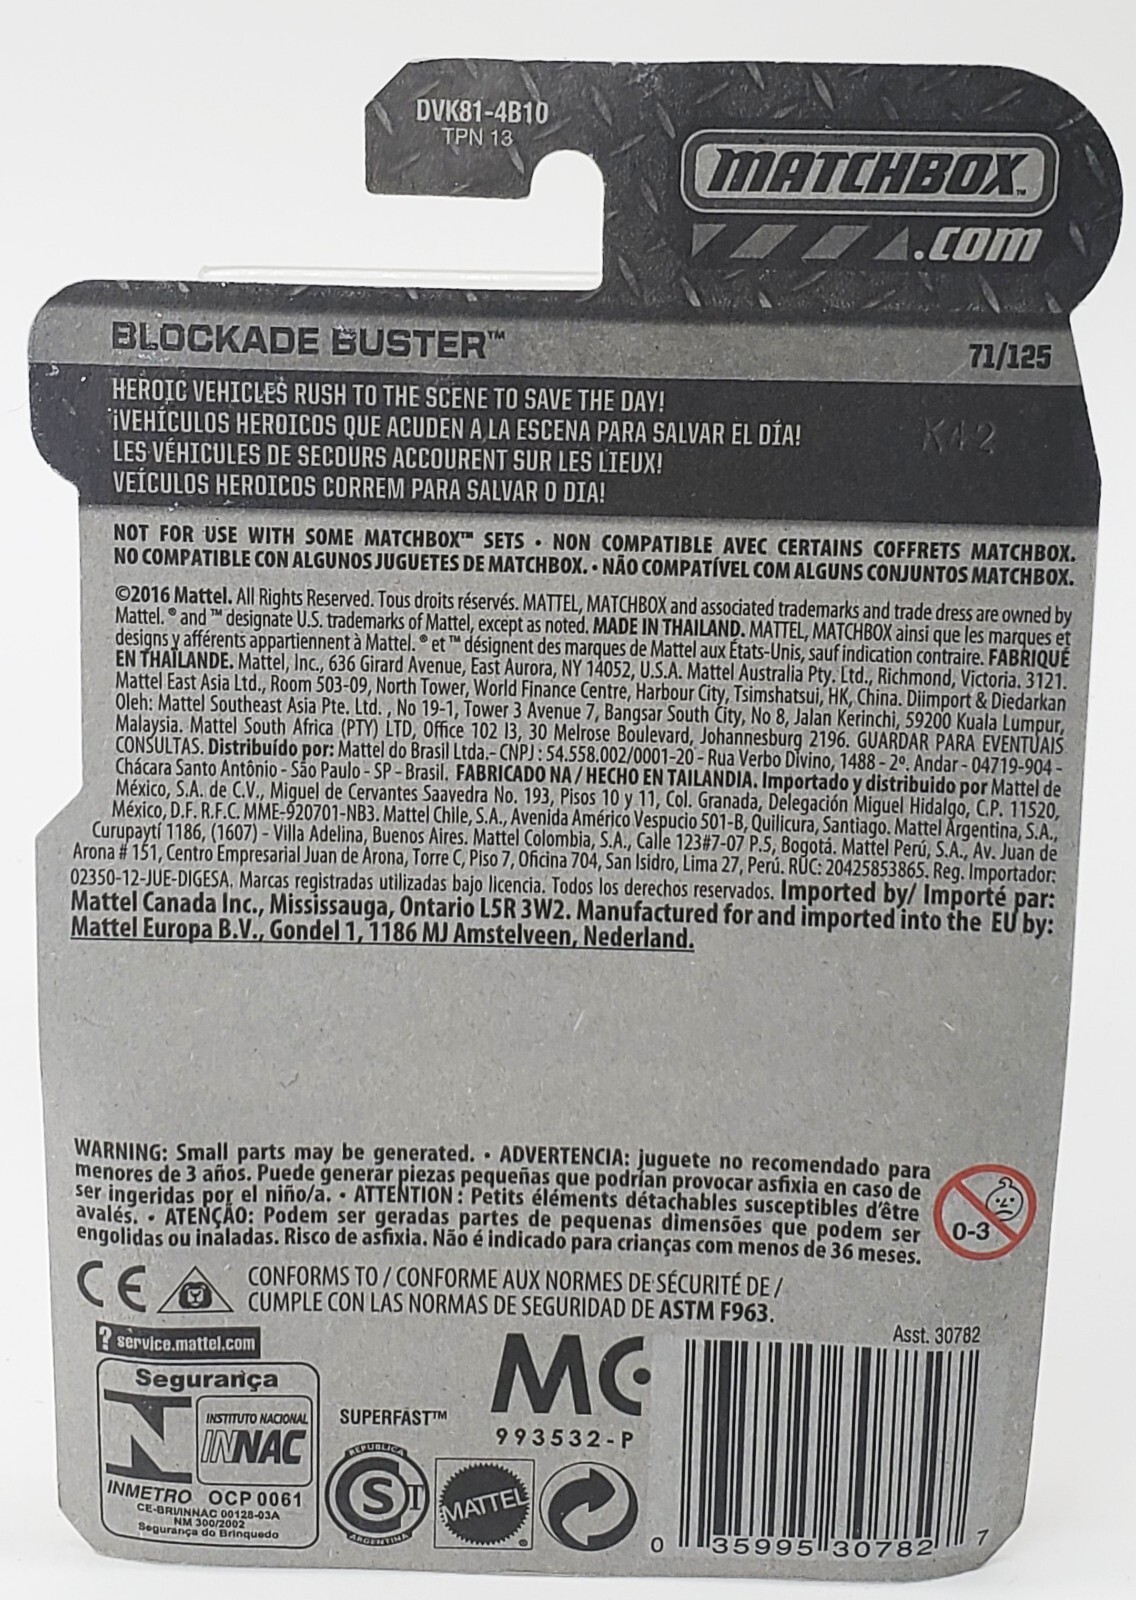 DVK81-4B10
TPN 13
MATCHBOX™
.com
BLOCKADE BUSTER™
71/125
HEROIC VEHICLES RUSH TO THE SCENE TO SAVE THE DAY!
¡VEHÍCULOS HEROICOS QUE ACUDEN A LA ESCENA PARA SALVAR EL DÍA!
K42
LES VÉHICULES DE SECOURS ACCOURENT SUR LES LIEUX!
VEÍCULOS HEROICOS CORREM PARA SALVAR O DIA!
NOT FOR USE WITH SOME MATCHBOX™ SETS • NON COMPATIBLE AVEC CERTAINS COFFRETS MATCHBOX.
NO COMPATIBLE CON ALGUNOS JUGUETES DE MATCHBOX. • NÃO COMPATÍVEL COM ALGUNS CONJUNTOS MATCHBOX.
©2016 Mattel. All Rights Reserved. Tous droits réservés. MATTEL, MATCHBOX and associated trademarks and trade dress are owned by
Mattel. ® and ™ designate U.S. trademarks of Mattel, except as noted. MADE IN THAILAND. MATTEL, MATCHBOX ainsi que les marques et
designs y afférents appartiennent à Mattel. ® et ™ désignent des marques de Mattel aux États-Unis, sauf indication contraire. FABRIQUÉ
EN THAÏLANDE. Mattel, Inc., 636 Girard Avenue, East Aurora, NY 14052, U.S.A. Mattel Australia Pty. Ltd., Richmond, Victoria. 3121.
Mattel East Asia Ltd., Room 503-09, North Tower, World Finance Centre, Harbour City, Tsimshatsui, HK, China. Diimport & Diedarkan
Oleh: Mattel Southeast Asia Pte. Ltd. , No 19-1, Tower 3 Avenue 7, Bangsar South City, No 8, Jalan Kerinchi, 59200 Kuala Lumpur,
Malaysia. Mattel South Africa (PTY) LTD, Office 102 I3, 30 Melrose Boulevard, Johannesburg 2196. GUARDAR PARA EVENTUAIS
CONSULTAS. Distribuído por: Mattel do Brasil Ltda.- CNPJ : 54.558.002/0001-20 - Rua Verbo Divino, 1488 - 2º. Andar - 04719-904 -
Chácara Santo Antônio - São Paulo - SP - Brasil. FABRICADO NA / HECHO EN TAILANDIA. Importado y distribuido por Mattel de
México, S.A. de C.V., Miguel de Cervantes Saavedra No. 193, Pisos 10 y 11, Col. Granada, Delegación Miguel Hidalgo, C.P. 11520,
México, D.F. R.F.C. MME-920701-NB3. Mattel Chile, S.A., Avenida Américo Vespucio 501-B, Quilicura, Santiago. Mattel Argentina, S.A.,
Curupaytí 1186, (1607) - Villa Adelina, Buenos Aires. Mattel Colombia, S.A., Calle 123#7-07 P.5, Bogotá. Mattel Perú, S.A., Av. Juan de
Arona # 151, Centro Empresarial Juan de Arona, Torre C, Piso 7, Oficina 704, San Isidro, Lima 27, Perú. RUC: 20425853865. Reg. Importador:
02350-12-JUE-DIGESA. Marcas registradas utilizadas bajo licencia. Todos los derechos reservados. Imported by/ Importé par:
Mattel Canada Inc., Mississauga, Ontario L5R 3W2. Manufactured for and imported into the EU by:
Mattel Europa B.V., Gondel 1, 1186 MJ Amstelveen, Nederland.
WARNING: Small parts may be generated. • ADVERTENCIA: juguete no recomendado para
menores de 3 años. Puede generar piezas pequeñas que podrían provocar asfixia en caso de
ser ingeridas por el niño/a. • ATTENTION : Petits éléments détachables susceptibles d'être
avalés. • ATENÇÃO: Podem ser geradas partes de pequenas dimensões que podem ser
engolidas ou inaladas. Risco de asfixia. Não é indicado para crianças com menos de 36 meses.
0-3
CE
CONFORMS TO / CONFORME AUX NORMES DE SÉCURITÉ DE /
CUMPLE CON LAS NORMAS DE SEGURIDAD DE ASTM F963.
? service.mattel.com
Asst. 30782
Segurança
INSTITUTO NACIONAL
INNAC
INMETRO OCP 0061
CE-BRI/INNAC 00128-03A
NM 300/2002
Segurança do Brinquedo
SUPERFAST™
MC
993532-P
REPUBLICA
S T
ARGENTINA
MATTEL
®
0 35995 30782 7